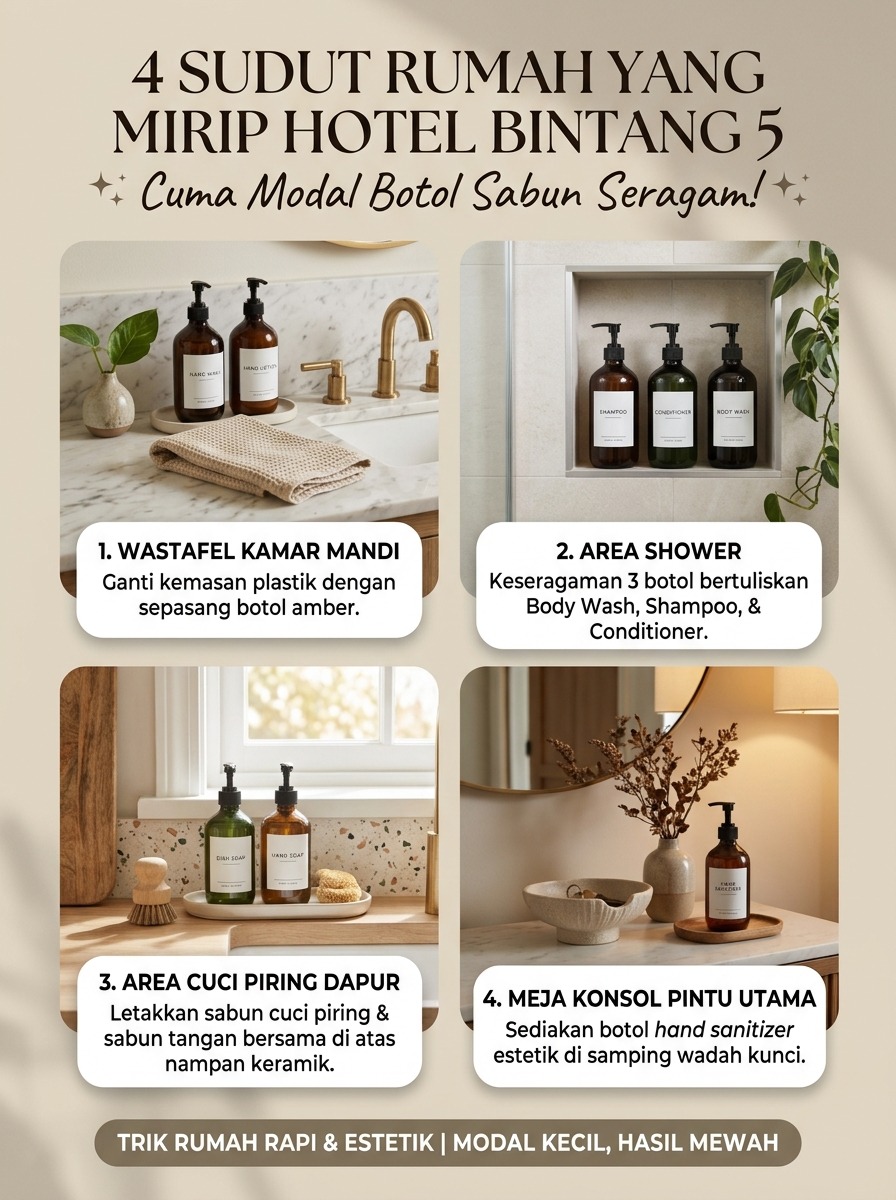 4 SUDUT RUMAH YANG
MIRIP HOTEL BINTANG 5
Cuma Modal Botol Sabun Seragam!
HAND LOTION
SHAMPOO
CONDITIONER
BODY WASH
1. WASTAFEL KAMAR MANDI
Ganti kemasan plastik dengan
sepasang botol amber.
2. AREA SHOWER
Keseragaman 3 botol bertuliskan
Body Wash, Shampoo, &
Conditioner.
DISH SOAP
HAND SOAP
3. AREA CUCI PIRING DAPUR
Letakkan sabun cuci piring &
sabun tangan bersama di atas
nampan keramik.
4. MEJA KONSOL PINTU UTAMA
Sediakan botol hand sanitizer
estetik di samping wadah kunci.
TRIK RUMAH RAPI & ESTETIK | MODAL KECIL, HASIL MEWAH